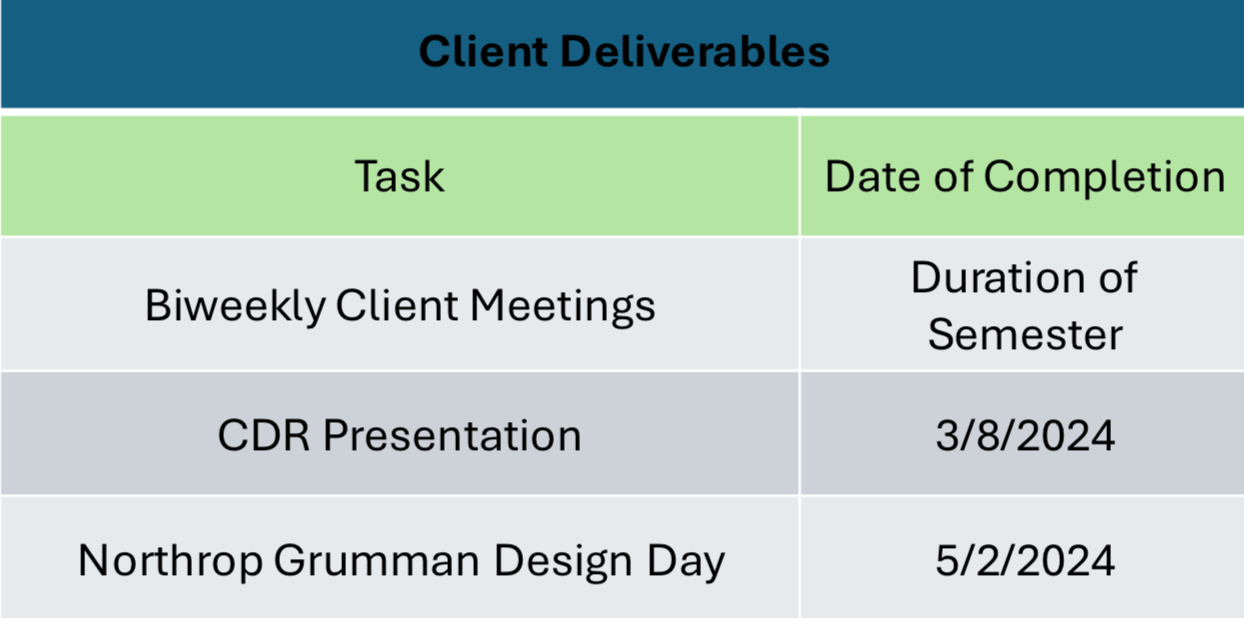 Client Deliverables
Task
Date of Completion
Biweekly Client Meetings
Duration of
Semester
CDR Presentation
3/8/2024
Northrop Grumman Design Day
5/2/2024